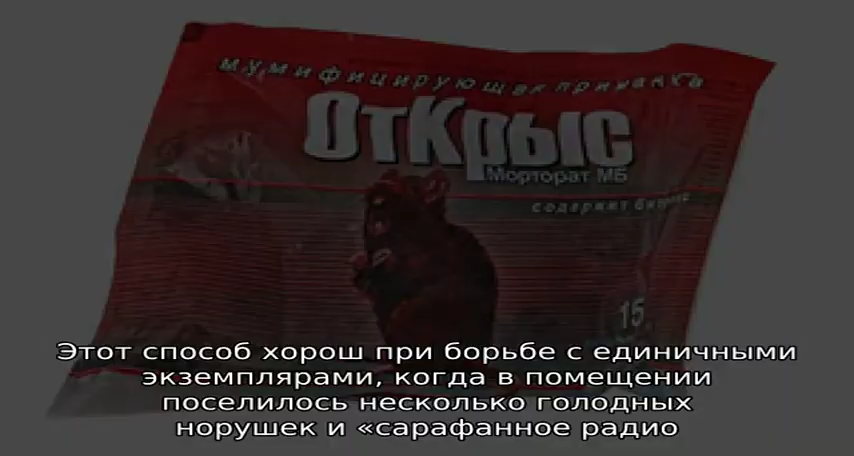 мумифицирующая приманка
ОтКрыс
Морторат МБ
содержит
15
Этот способ хорош при борьбе с единичными
экземплярами, когда в помещении
поселилось несколько голодных
норушек и «сарафанное радио